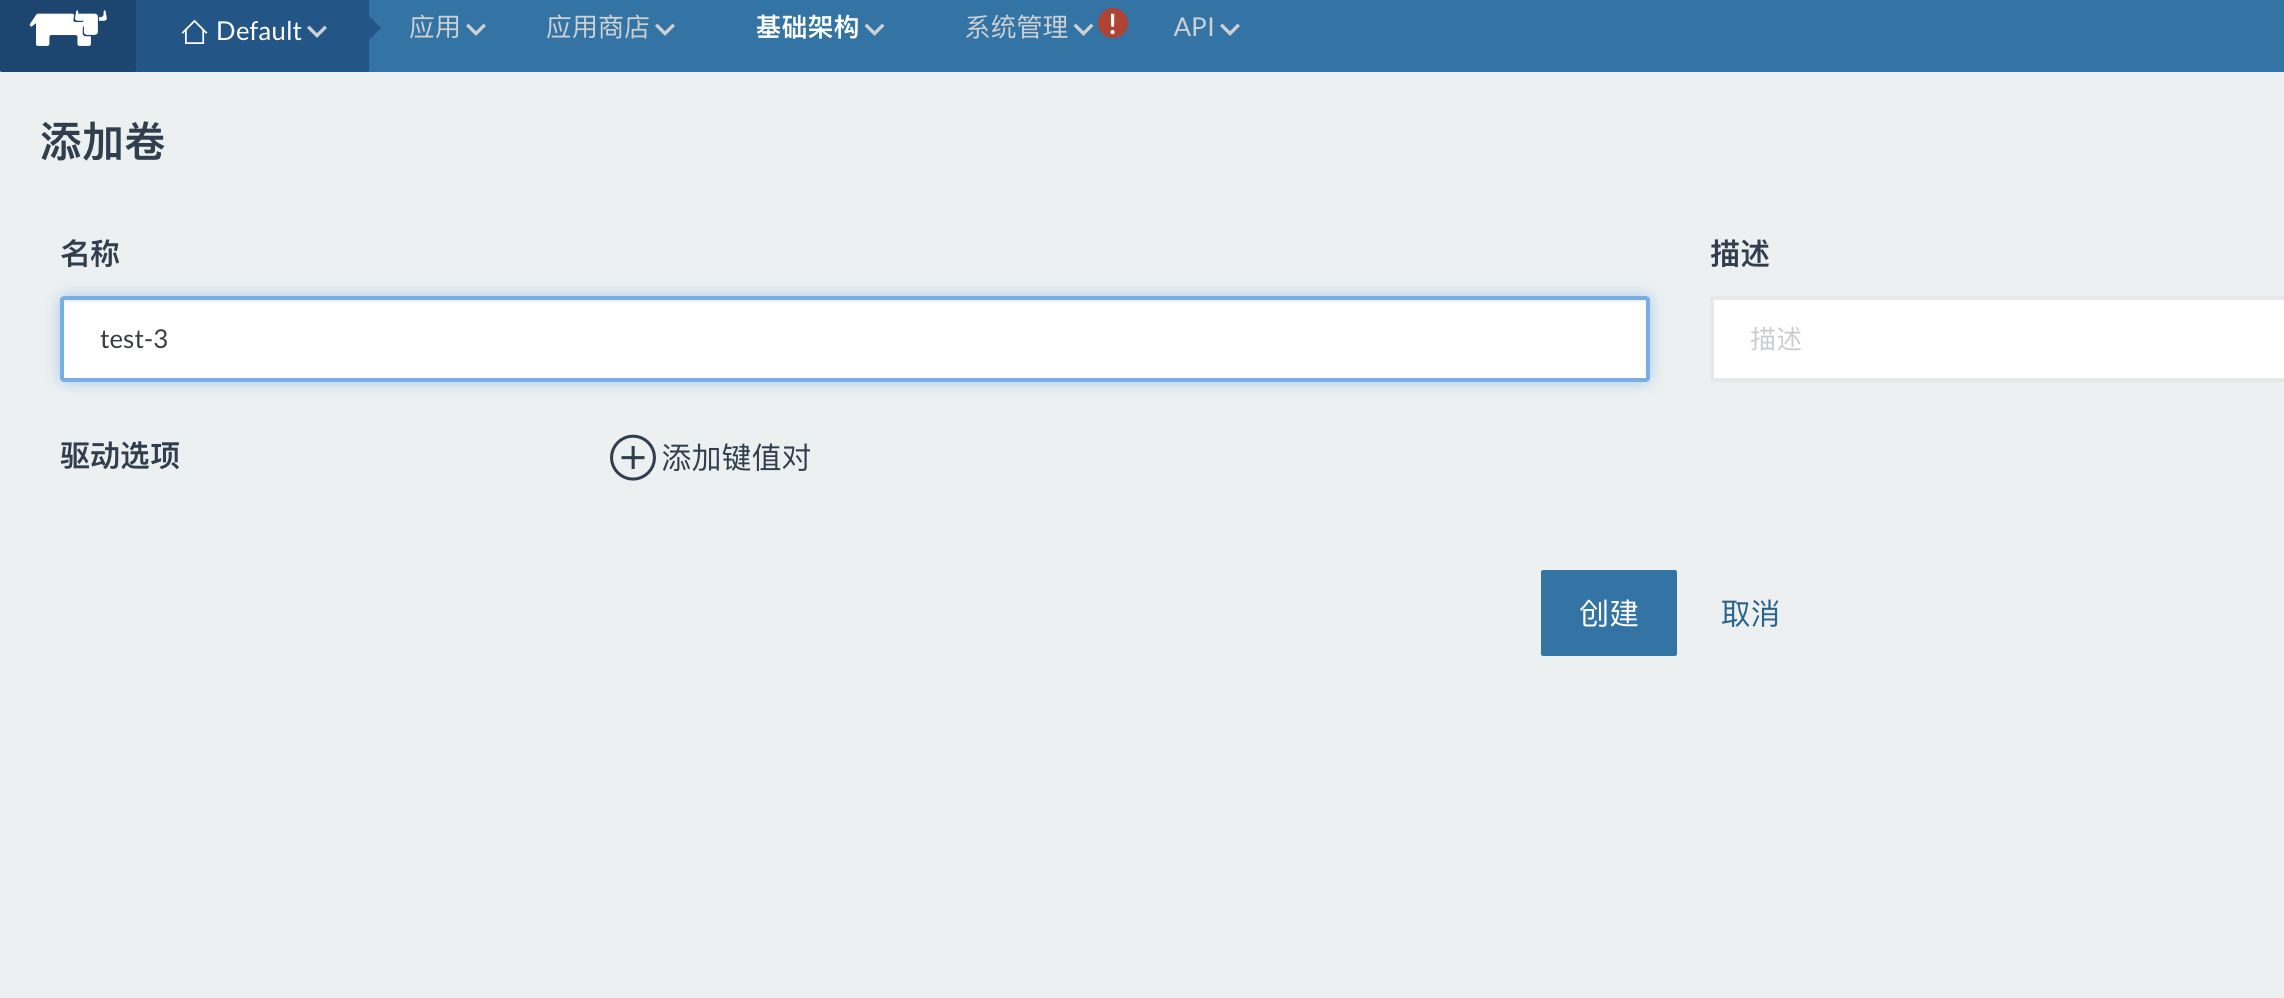 Default 应用 应用商店 基础架构 系统管理 API
添加卷
名称 描述
test-3 描述
驱动选项 添加键值对
创建 取消